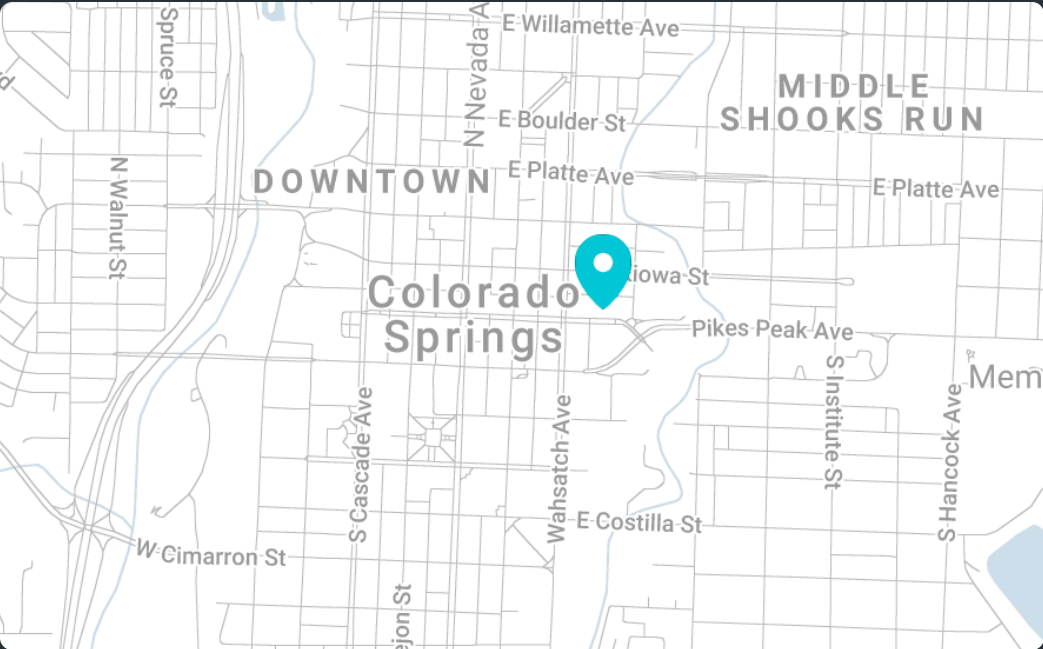 Spruce St
E Willamette Ave
N Nevada A
MIDDLE
SHOOKS RUN
E Boulder St
N Walnut St
DOWNTOWN
E Platte Ave
E Platte Ave
iowa St
Colorado
Springs
Pikes Peak Ave
Mem
S Institute St
S Hancock Ave
S Cascade Ave
Wahsatch Ave
E Costilla St
W Cimarron St
ejon St